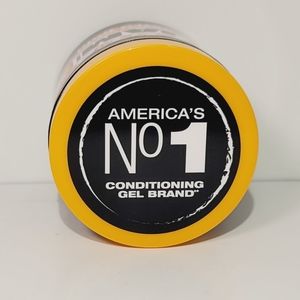 AMERICA'S
No1
CONDITIONING
GEL BRAND**